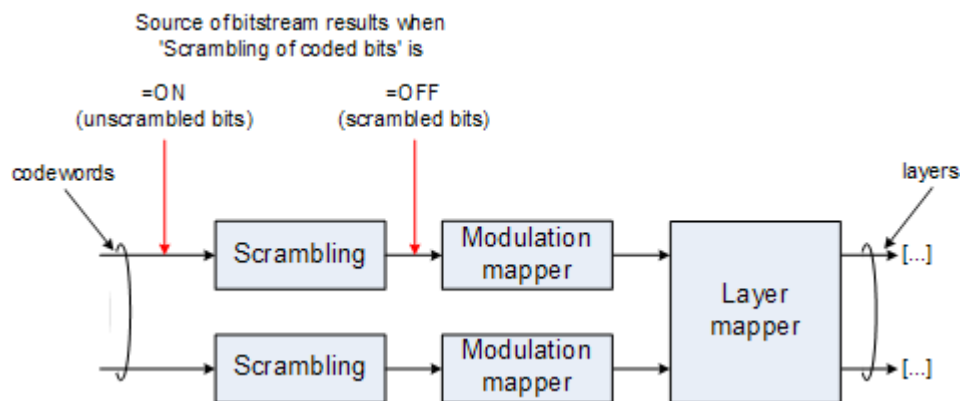 Source of bitstream results when
'Scrambling of coded bits' is
=ON
(unscrambled bits)
=OFF
(scrambled bits)
codewords
layers
Scrambling
Modulation
mapper
Layer
mapper
[...]
Scrambling
Modulation
mapper
[...]